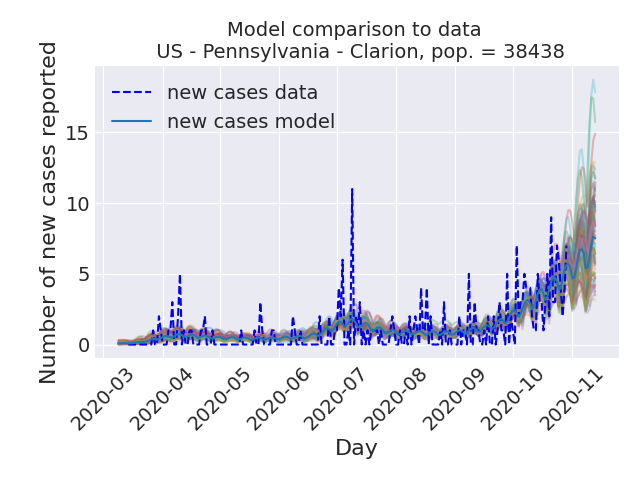 Model comparison to data
US - Pennsylvania - Clarion, pop. = 38438
Number of new cases reported
new cases data
new cases model
15
10
5
0
2020-03
2020-04
2020-05
2020-06
2020-07
2020-08
2020-09
2020-10
2020-11
Day